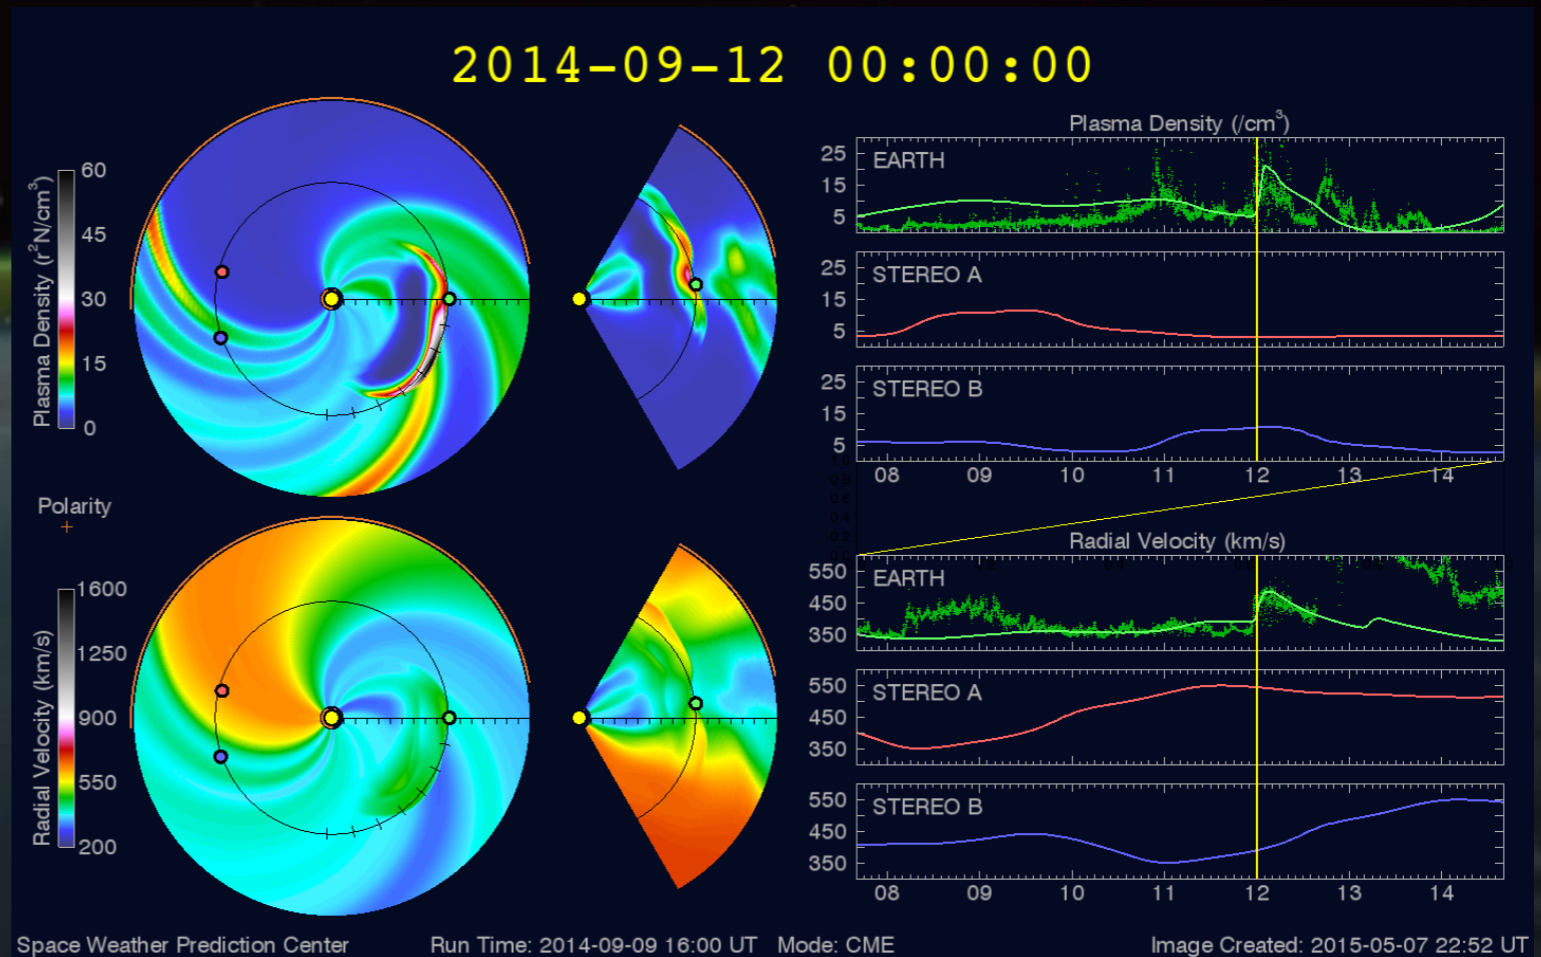 2014-09-12 00:00:00
Plasma Density (r²N/cm³)
60
45
30
15
0
Plasma Density (/cm³)
EARTH
25
15
5
STEREO A
25
15
5
STEREO B
25
15
5
08 09 10 11 12 13 14
Polarity
+
Radial Velocity (km/s)
1600
1250
900
550
200
Radial Velocity (km/s)
EARTH
550
450
350
STEREO A
550
450
350
STEREO B
550
450
350
08 09 10 11 12 13 14
Space Weather Prediction Center Run Time: 2014-09-09 16:00 UT Mode: CME Image Created: 2015-05-07 22:52 UT